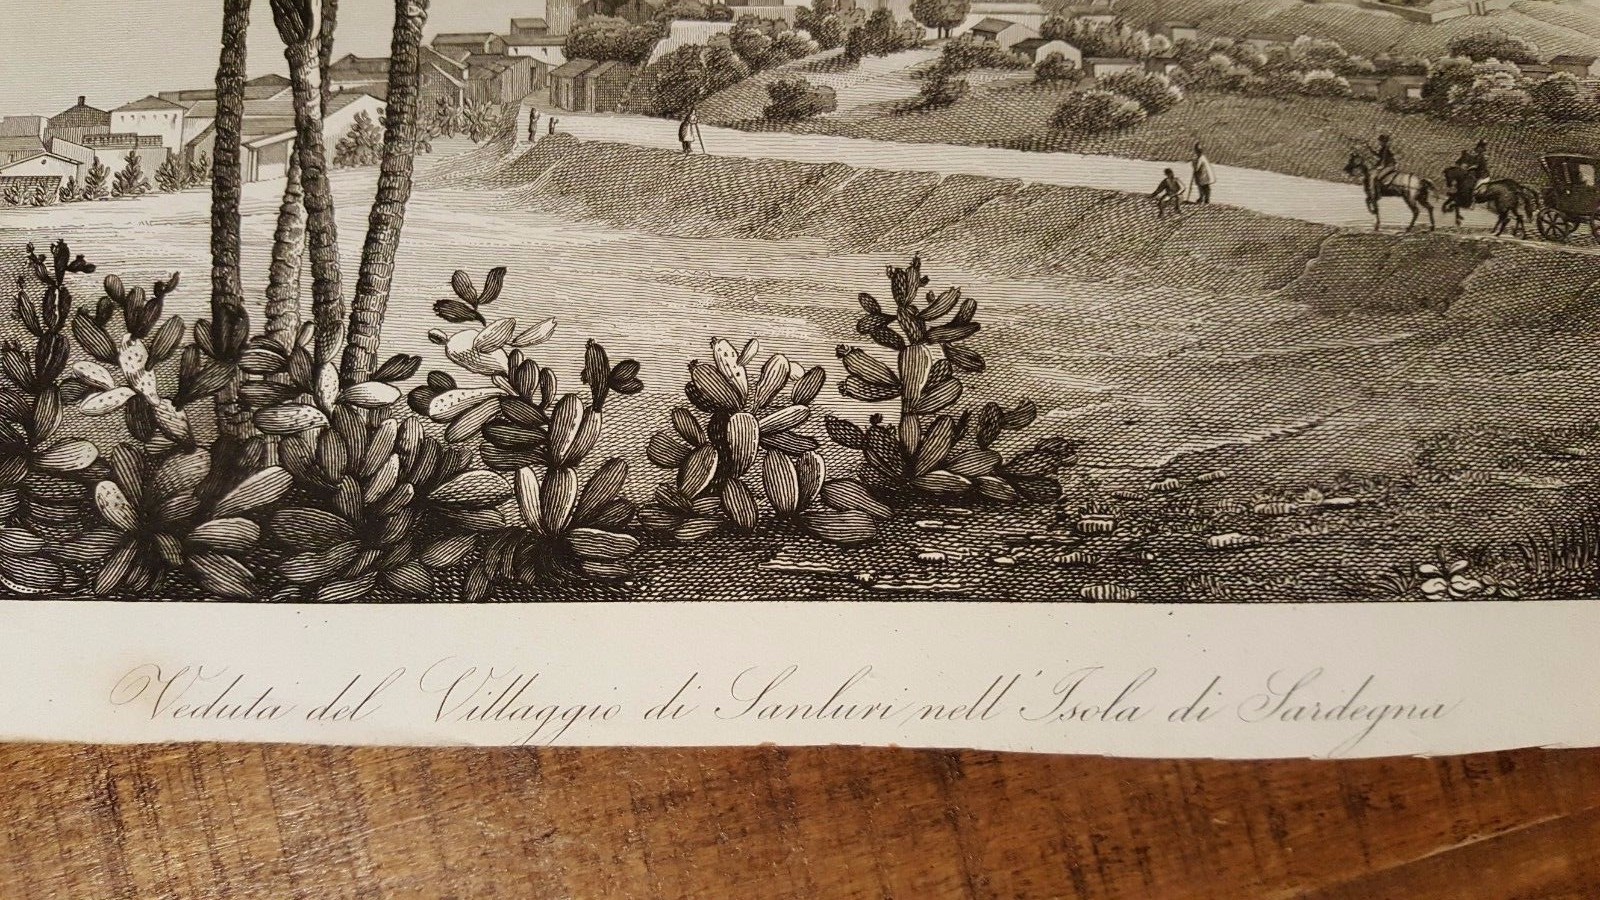 Veduta del Villaggio di Sanluri nell'Isola di Sardegna